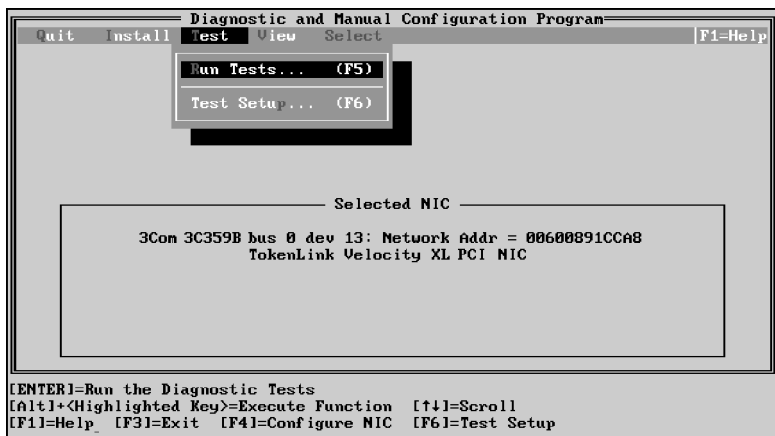 Diagnostic and Manual Configuration Program
Quit Install Test View Select F1=Help
Run Tests... (F5)
Test Setup... (F6)
Selected NIC
3Com 3C359B bus 0 dev 13: Network Addr = 00600891CCA8
TokenLink Velocity XL PCI NIC
[ENTER]=Run the Diagnostic Tests
[Alt]+<Highlighted Key>=Execute Function [↑↓]=Scroll
[F1]=Help_ [F3]=Exit [F4]=Configure NIC [F6]=Test Setup